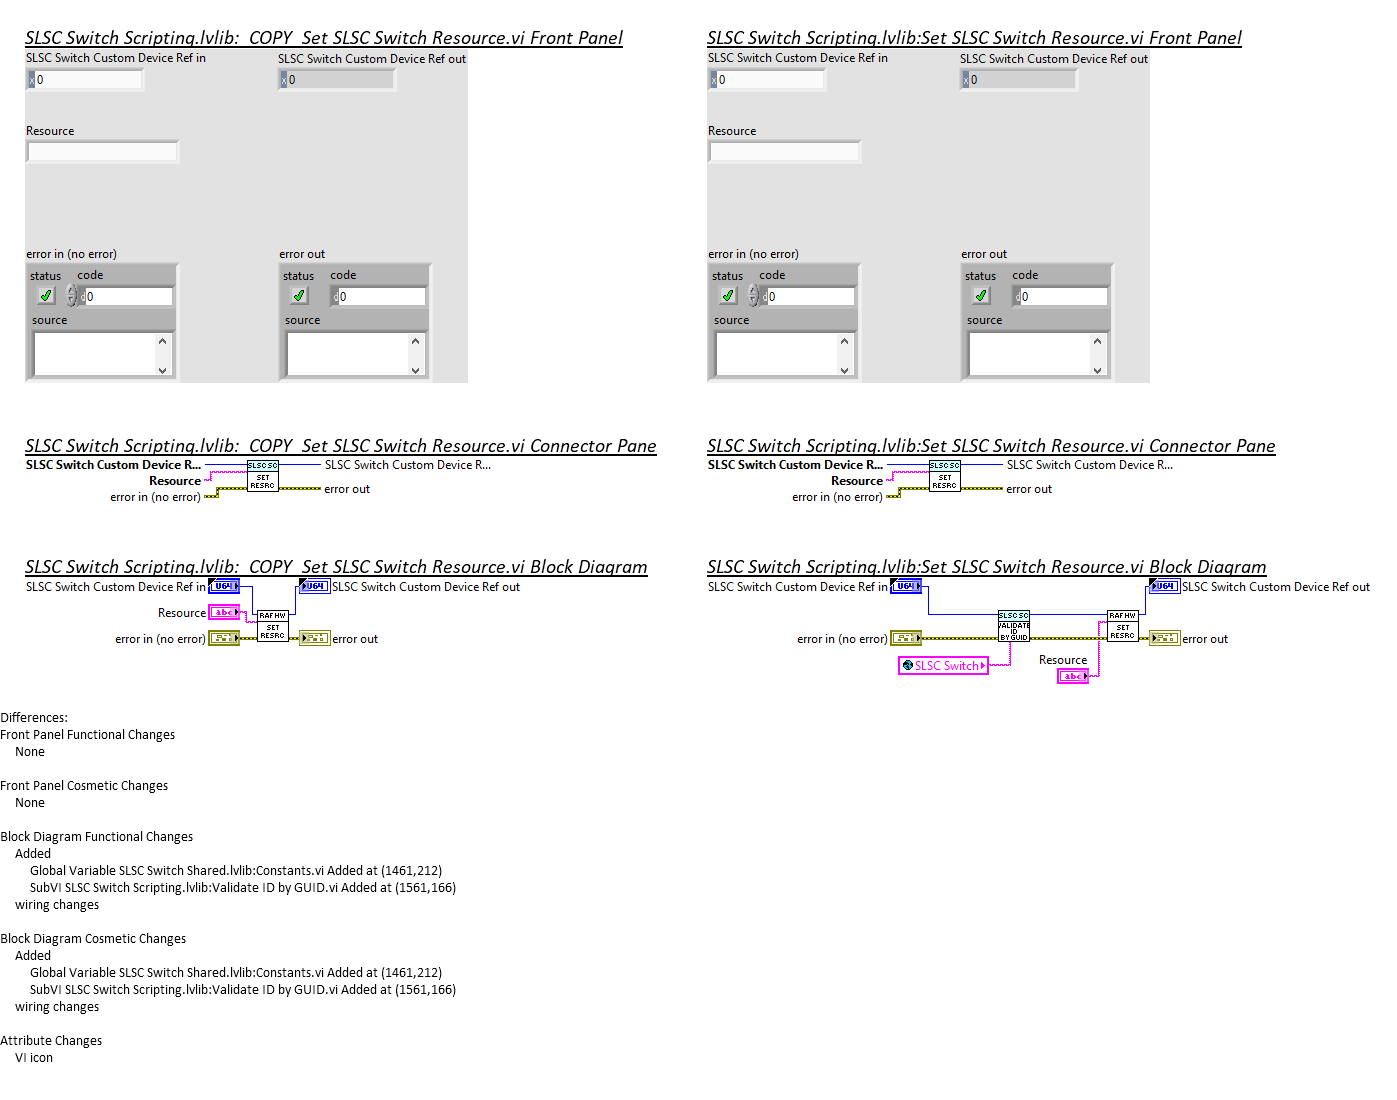 SLSC Switch Scripting.lvlib:  COPY  Set SLSC Switch Resource.vi Front Panel
SLSC Switch Custom Device Ref in
SLSC Switch Custom Device Ref out
x 0
x 0
Resource
error in (no error)
error out
status
code
status
code
d 0
d 0
source
source
SLSC Switch Scripting.lvlib:Set SLSC Switch Resource.vi Front Panel
SLSC Switch Custom Device Ref in
SLSC Switch Custom Device Ref out
x 0
x 0
Resource
error in (no error)
error out
status
code
status
code
d 0
d 0
source
source
SLSC Switch Scripting.lvlib:  COPY  Set SLSC Switch Resource.vi Connector Pane
SLSC Switch Custom Device R...
Resource
error in (no error)
SLSC SC
SET
RESRC
SLSC Switch Custom Device R...
error out
SLSC Switch Scripting.lvlib:Set SLSC Switch Resource.vi Connector Pane
SLSC Switch Custom Device R...
Resource
error in (no error)
SLSC SC
SET
RESRC
SLSC Switch Custom Device R...
error out
SLSC Switch Scripting.lvlib:  COPY  Set SLSC Switch Resource.vi Block Diagram
SLSC Switch Custom Device Ref in
U64
U64
SLSC Switch Custom Device Ref out
Resource
abc
RAF HW
SET
RESRC
error in (no error)
error out
SLSC Switch Scripting.lvlib:Set SLSC Switch Resource.vi Block Diagram
SLSC Switch Custom Device Ref in
U64
U64
SLSC Switch Custom Device Ref out
SLSC SC
VALIDATE
ID
BY GUID
RAF HW
SET
RESRC
error in (no error)
error out
SLSC Switch
Resource
abc
Differences:
Front Panel Functional Changes
None
Front Panel Cosmetic Changes
None
Block Diagram Functional Changes
Added
Global Variable SLSC Switch Shared.lvlib:Constants.vi Added at (1461,212)
SubVI SLSC Switch Scripting.lvlib:Validate ID by GUID.vi Added at (1561,166)
wiring changes
Block Diagram Cosmetic Changes
Added
Global Variable SLSC Switch Shared.lvlib:Constants.vi Added at (1461,212)
SubVI SLSC Switch Scripting.lvlib:Validate ID by GUID.vi Added at (1561,166)
wiring changes
Attribute Changes
VI icon